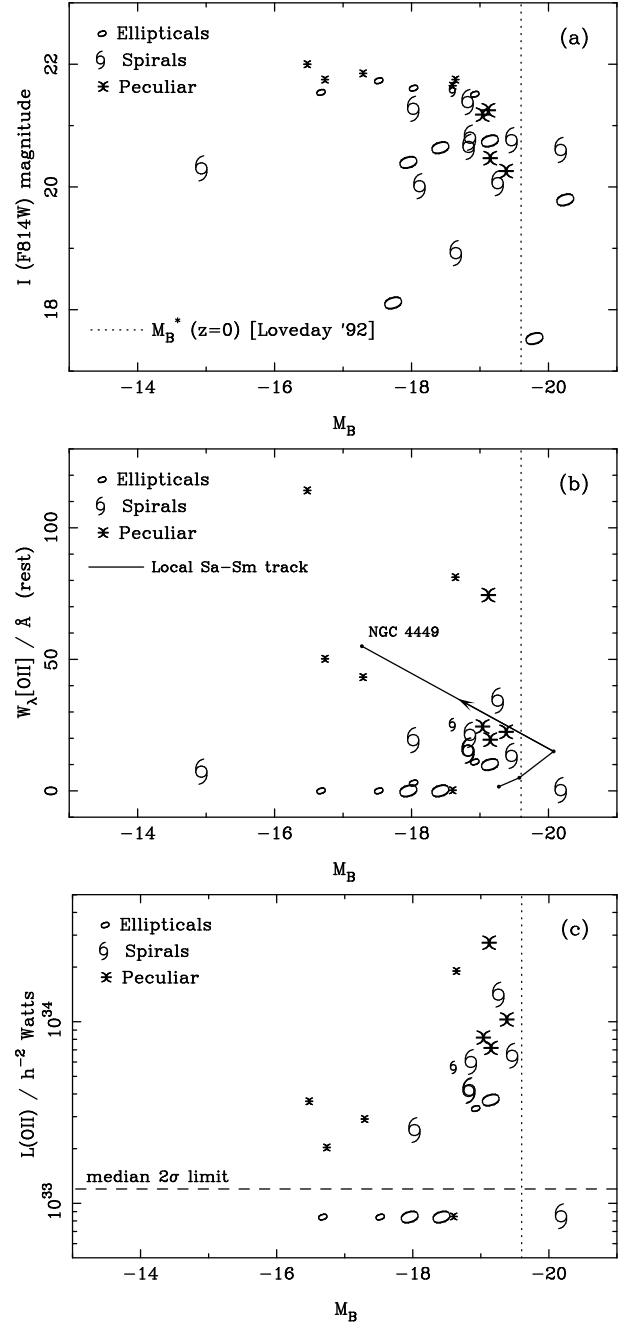 (a)
Ellipticals
Spirals
Peculiar
22
20
18
I (F814W) magnitude
M_B^* (z=0) [Loveday '92]
−14 −16 −18 −20
M_B
(b)
Ellipticals
Spirals
Peculiar
Local Sa−Sm track
NGC 4449
100
50
0
W_λ[OII] / Å (rest)
−14 −16 −18 −20
M_B
(c)
Ellipticals
Spirals
Peculiar
10^34
10^33
L(OII) / h^−2 Watts
median 2σ limit
−14 −16 −18 −20
M_B